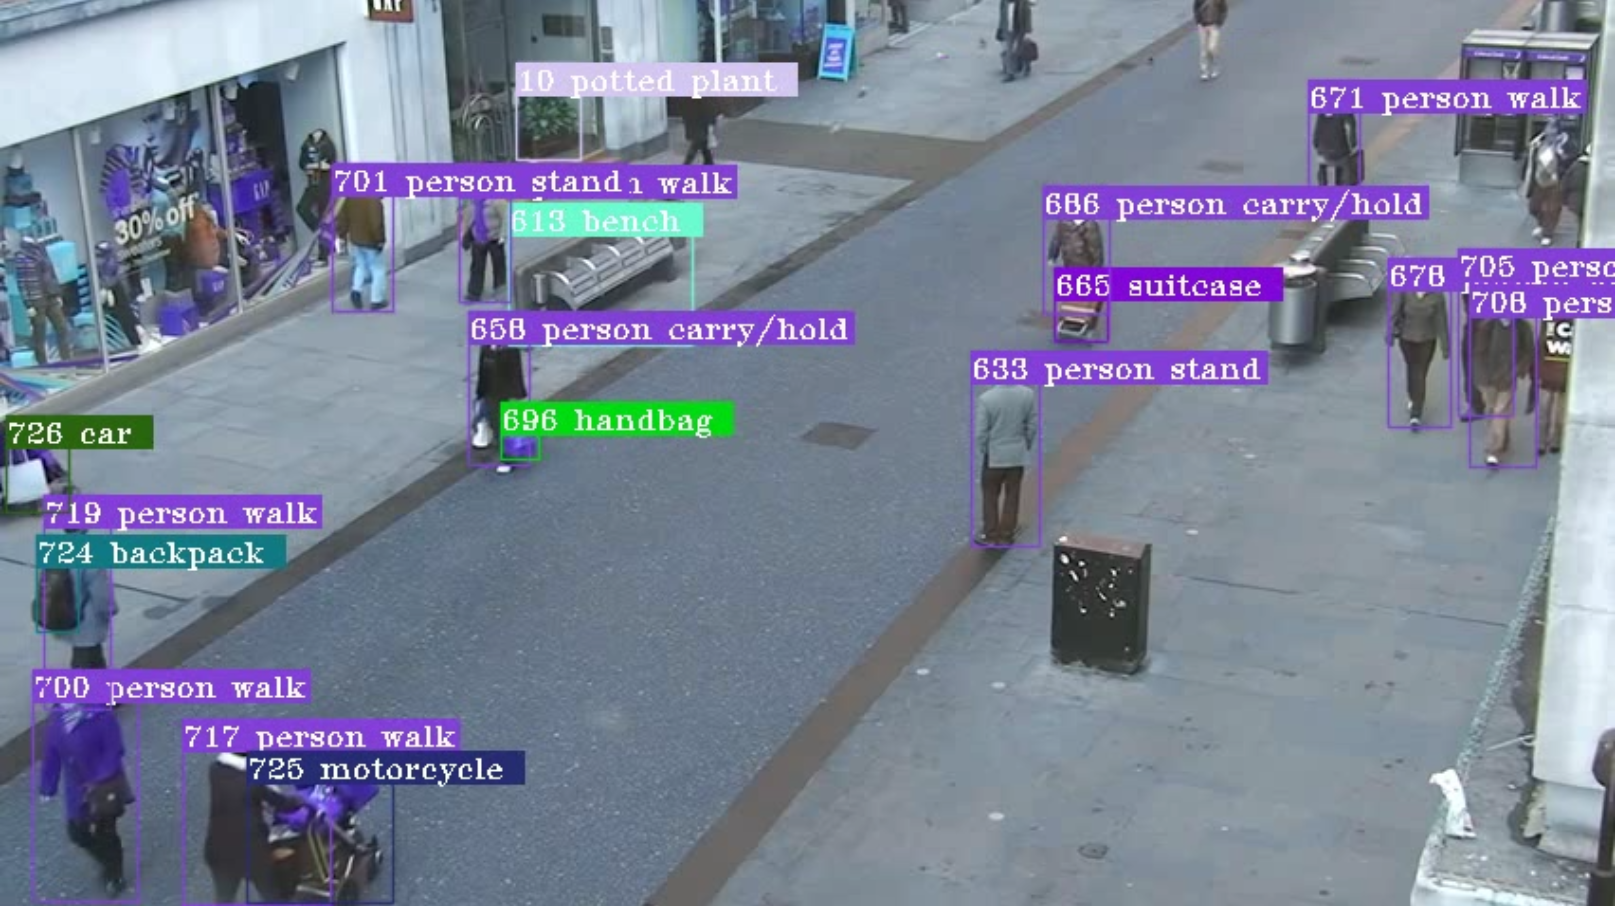 GAP
10 potted plant
671 person walk
701 person stand
n walk
686 person carry/hold
613 bench
30% off
GAP
665 suitcase
678
705 perso
708 pers
658 person carry/hold
633 person stand
696 handbag
726 car
719 person walk
724 backpack
700 person walk
717 person walk
725 motorcycle